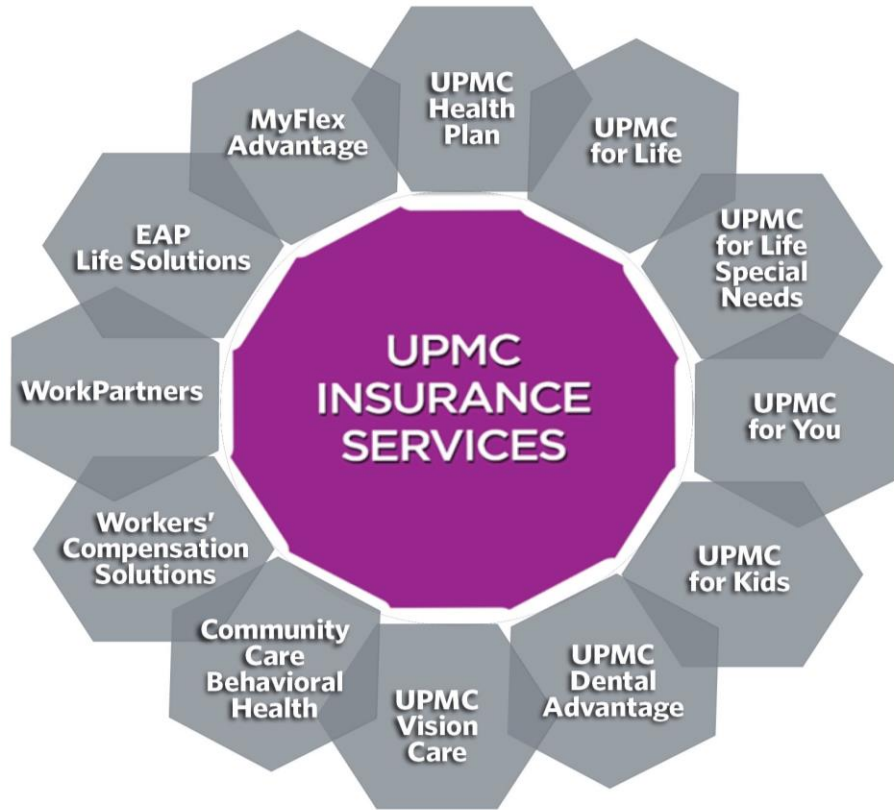 UPMC
Health
Plan
UPMC
for Life
UPMC
for Life
Special
Needs
UPMC
for You
UPMC
for Kids
UPMC
Dental
Advantage
UPMC
Vision
Care
Community
Care
Behavioral
Health
Workers'
Compensation
Solutions
WorkPartners
EAP
Life Solutions
MyFlex
Advantage
UPMC
INSURANCE
SERVICES